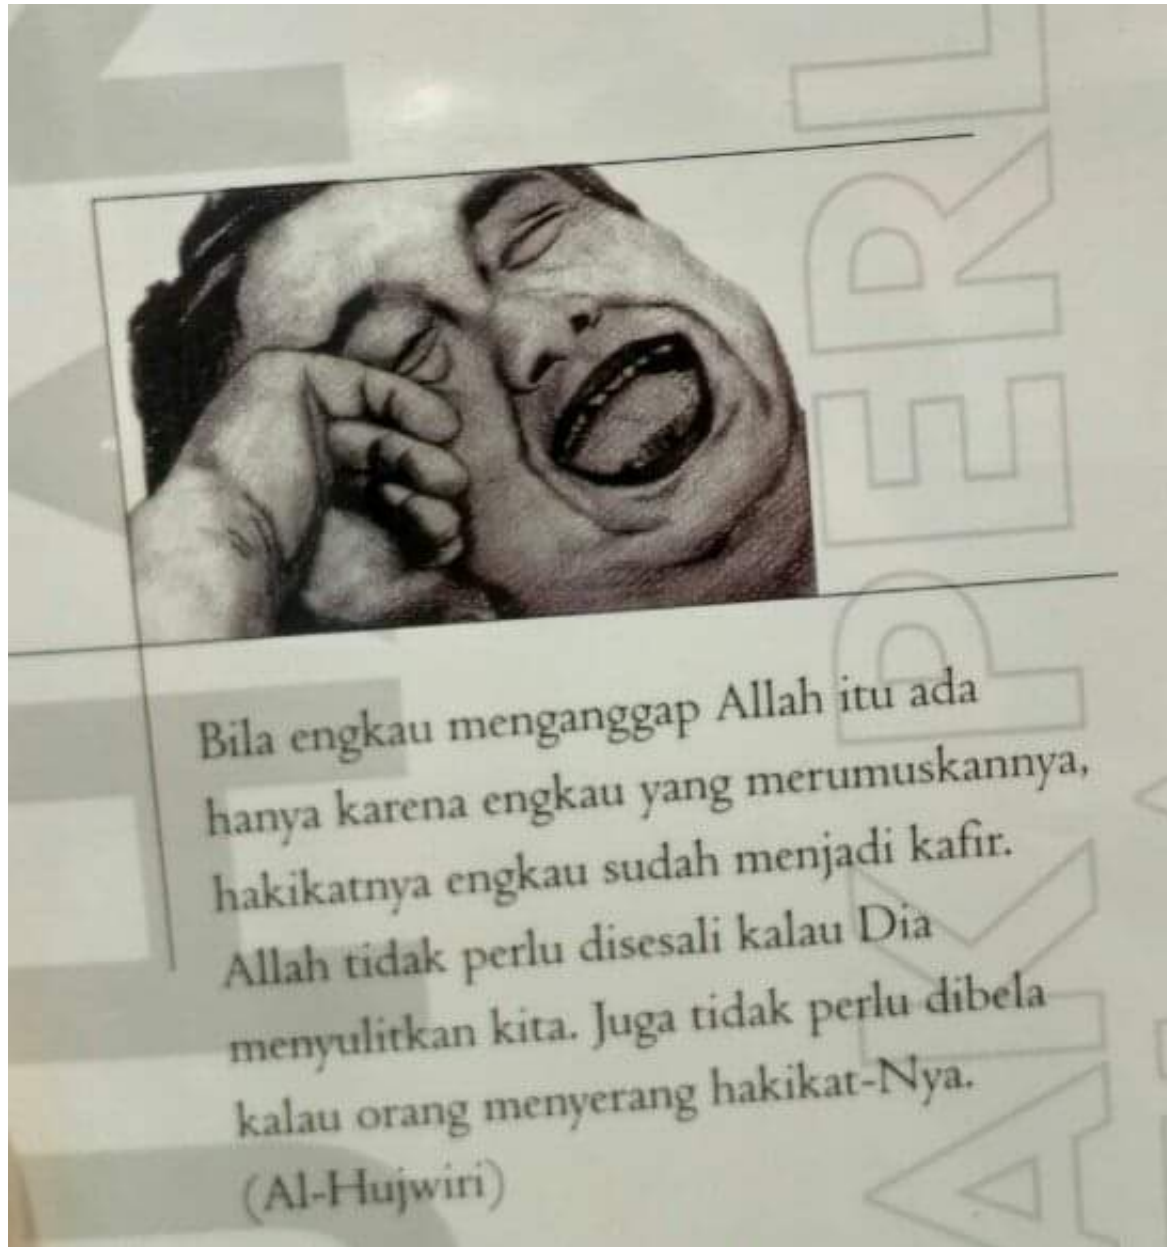 Bila engkau menganggap Allah itu ada
hanya karena engkau yang merumuskannya,
hakikatnya engkau sudah menjadi kafir.
Allah tidak perlu disesali kalau Dia
menyulitkan kita. Juga tidak perlu dibela
kalau orang menyerang hakikat-Nya.
(Al-Hujwiri)